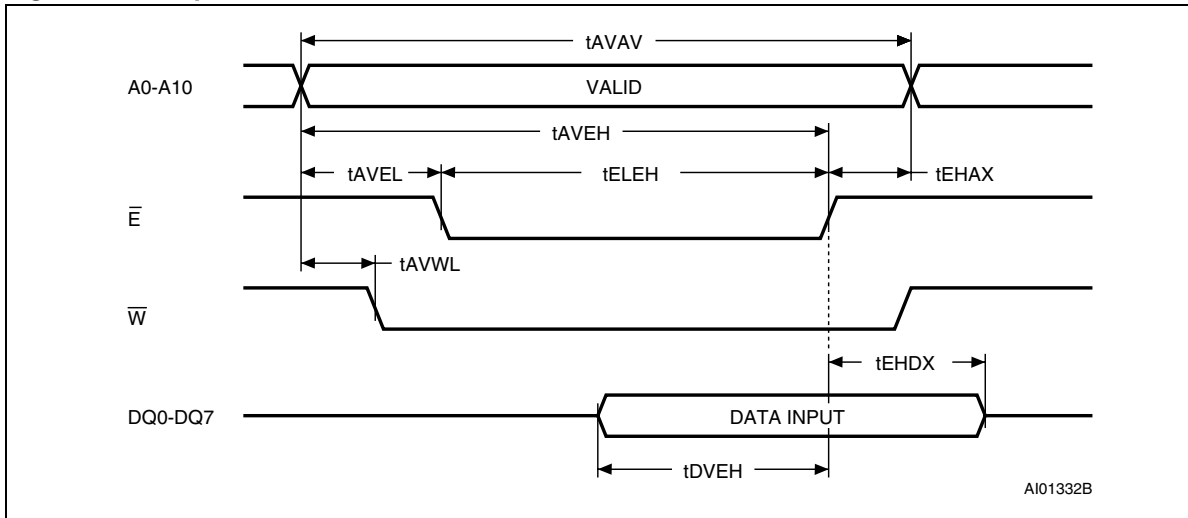 tAVAV
A0-A10
VALID
tAVEH
tAVEL
tELEH
tEHAX
E̅
tAVWL
W̅
tEHDX
DQ0-DQ7
DATA INPUT
tDVEH
AI01332B